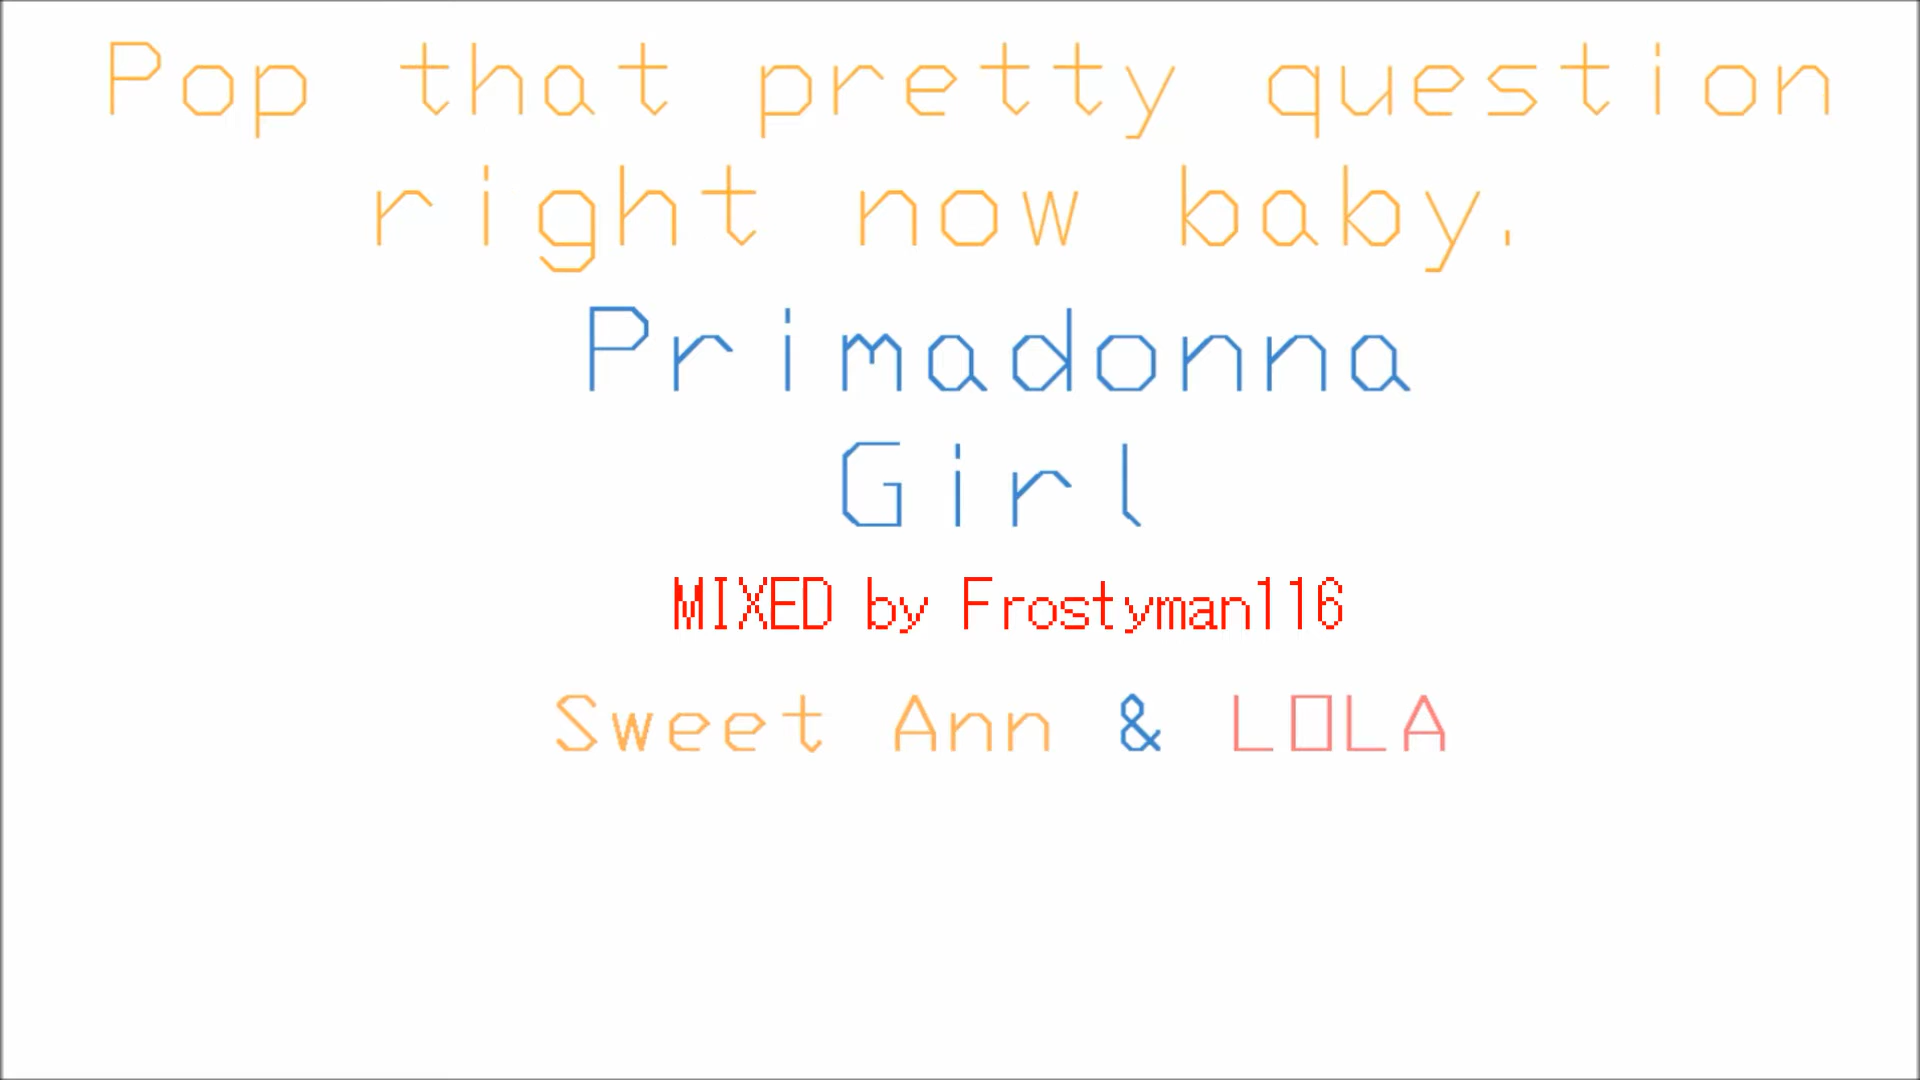 Pop that pretty question
right now baby.
Primadonna
Girl
MIXED by Frostyman116
Sweet Ann & LOLA